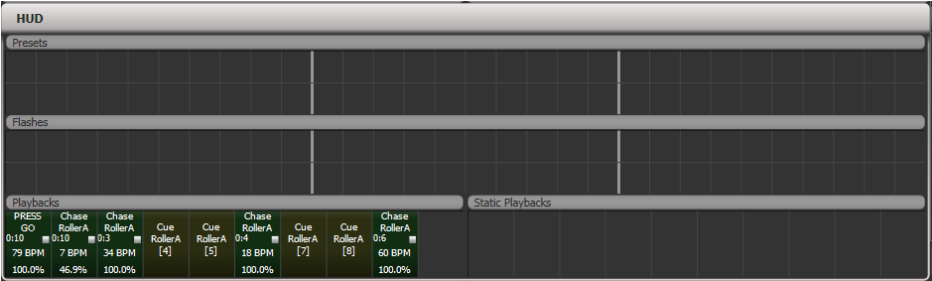 HUD
Presets
Flashes
Playbacks
Static Playbacks
PRESS
GO
0:10
79 BPM
100.0%
Chase
RollerA
0:10
7 BPM
46.9%
Chase
RollerA
0:3
34 BPM
100.0%
Cue
RollerA
[4]
Cue
RollerA
[5]
Chase
RollerA
0:4
18 BPM
100.0%
Cue
RollerA
[7]
Cue
RollerA
[8]
Chase
RollerA
0:6
60 BPM
100.0%